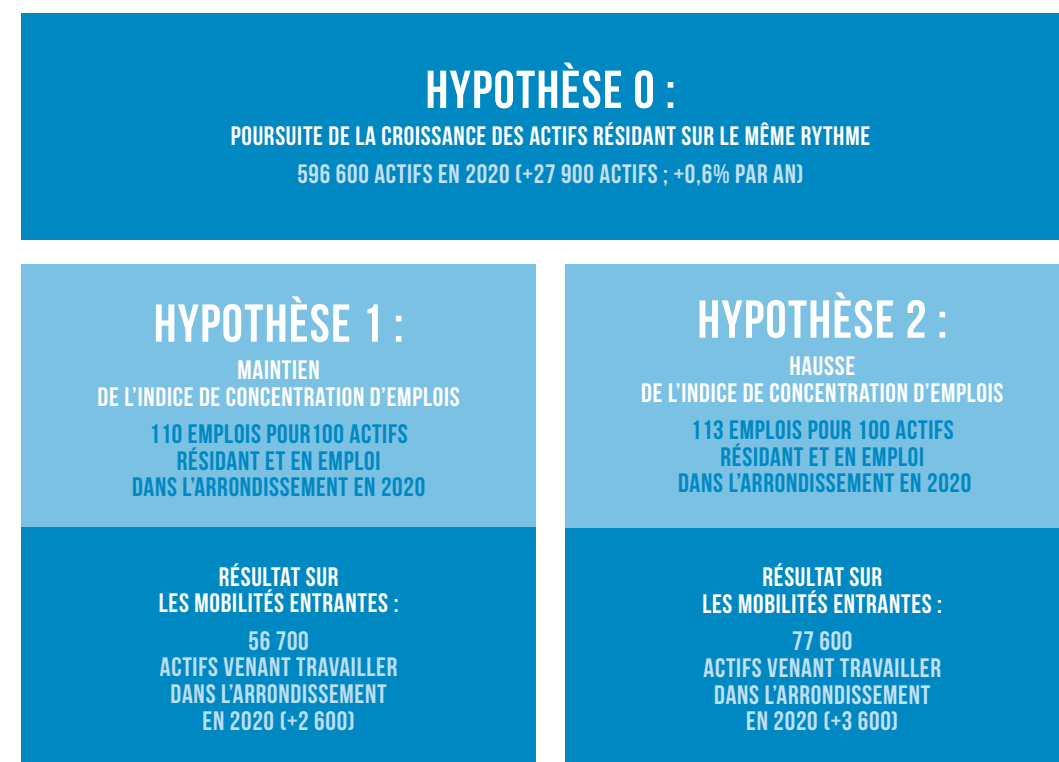 HYPOTHÈSE 0 :
POURSUITE DE LA CROISSANCE DES ACTIFS RÉSIDANT SUR LE MÊME RYTHME
596 600 ACTIFS EN 2020 (+27 900 ACTIFS ; +0,6% PAR AN)
HYPOTHÈSE 1 :
MAINTIEN
DE L'INDICE DE CONCENTRATION D'EMPLOIS
110 EMPLOIS POUR100 ACTIFS
RÉSIDANT ET EN EMPLOI
DANS L'ARRONDISSEMENT EN 2020
RÉSULTAT SUR
LES MOBILITÉS ENTRANTES :
56 700
ACTIFS VENANT TRAVAILLER
DANS L'ARRONDISSEMENT
EN 2020 (+2 600)
HYPOTHÈSE 2 :
HAUSSE
DE L'INDICE DE CONCENTRATION D'EMPLOIS
113 EMPLOIS POUR 100 ACTIFS
RÉSIDANT ET EN EMPLOI
DANS L'ARRONDISSEMENT EN 2020
RÉSULTAT SUR
LES MOBILITÉS ENTRANTES :
77 600
ACTIFS VENANT TRAVAILLER
DANS L'ARRONDISSEMENT
EN 2020 (+3 600)